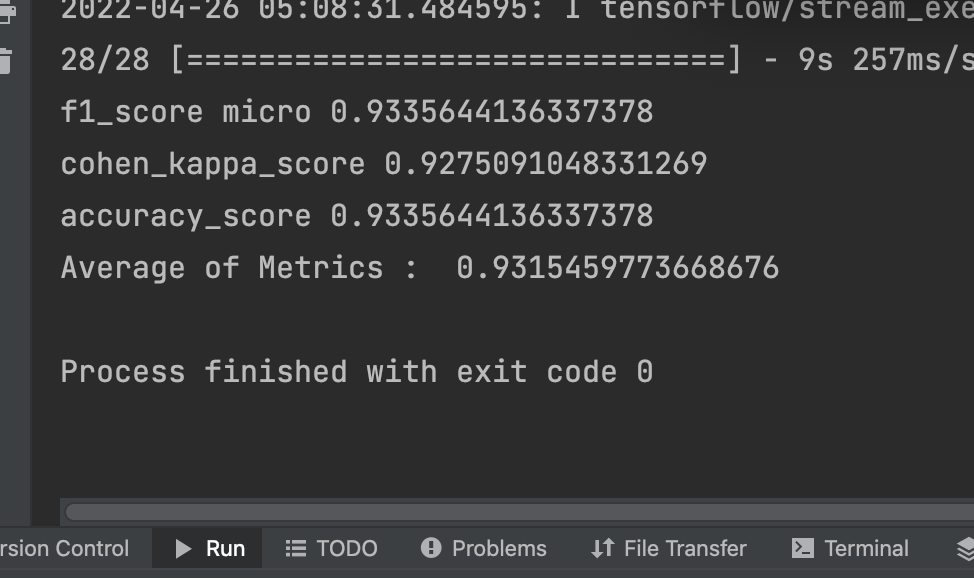 2022-04-26 05:08:31.484595: I tensorflow/stream_exe
28/28 [==============================] - 9s 257ms/s
f1_score micro 0.9335644136337378
cohen_kappa_score 0.9275091048331269
accuracy_score 0.9335644136337378
Average of Metrics :  0.9315459773668676
Process finished with exit code 0
rsion Control Run TODO Problems File Transfer Terminal